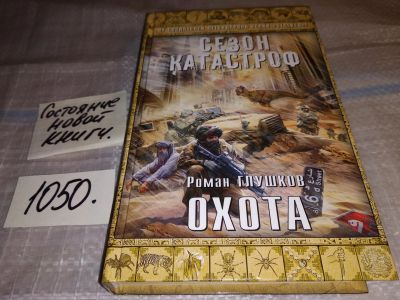 СЕЗОН
КАТАСТРОФ
Состояние
новой
книги.
1050.
Роман ГЛУШКОВ
ОХОТА